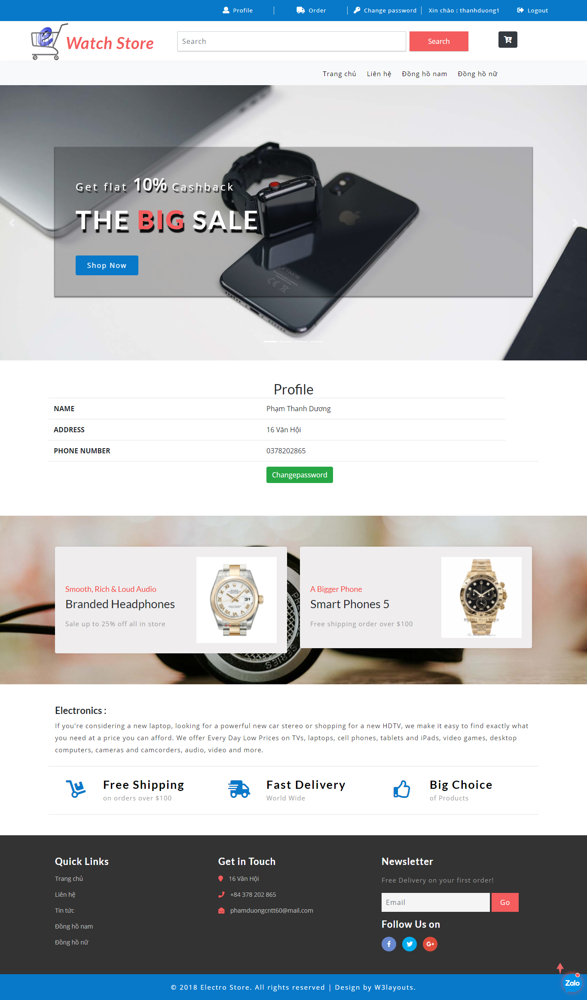 Profile
Order
Change password
Xin chào : thanhduong1
Logout
Watch Store
Search
Search
Trang chủ
Liên hệ
Đồng hồ nam
Đồng hồ nữ
Get flat 10% Cashback
THE BIG SALE
Shop Now
iPhone
Profile
NAME
Phạm Thanh Dương
ADDRESS
16 Văn Hội
PHONE NUMBER
0378202865
Changepassword
Smooth, Rich & Loud Audio
Branded Headphones
Sale up to 25% off all in store
31
A Bigger Phone
Smart Phones 5
Free shipping order over $100
BEVERLY HILLS WATCH
SERIES
Electronics :
If you're considering a new laptop, looking for a powerful new car stereo or shopping for a new HDTV, we make it easy to find exactly what
you need at a price you can afford. We offer Every Day Low Prices on TVs, laptops, cell phones, tablets and iPads, video games, desktop
computers, cameras and camcorders, audio, video and more.
Free Shipping
on orders over $100
Fast Delivery
World Wide
Big Choice
of Products
Quick Links
Trang chủ
Liên hệ
Tin tức
Đồng hồ nam
Đồng hồ nữ
Get in Touch
16 Văn Hội
+84 378 202 865
phamduongcntt60@mail.com
Newsletter
Free Delivery on your first order!
Email
Go
Follow Us on
Zalo
© 2018 Electro Store. All rights reserved | Design by W3layouts.